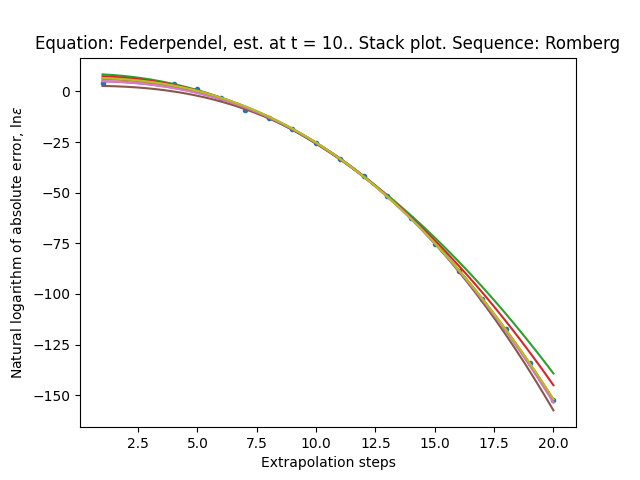 Equation: Federpendel, est. at t = 10.. Stack plot. Sequence: Romberg
Natural logarithm of absolute error, lnε
0
−25
−50
−75
−100
−125
−150
2.5 5.0 7.5 10.0 12.5 15.0 17.5 20.0
Extrapolation steps